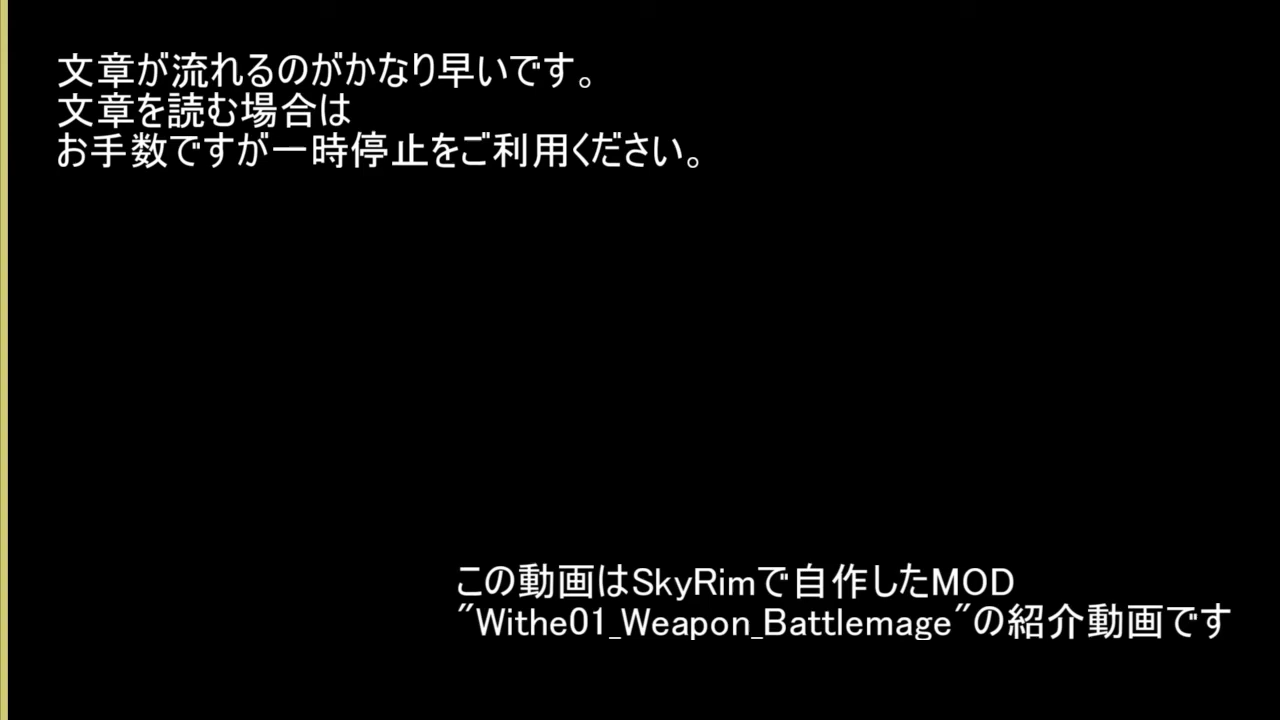 文章が流れるのがかなり早いです。
文章を読む場合は
お手数ですが一時停止をご利用ください。
この動画はSkyRimで自作したMOD
"Withe01_Weapon_Battlemage"の紹介動画です